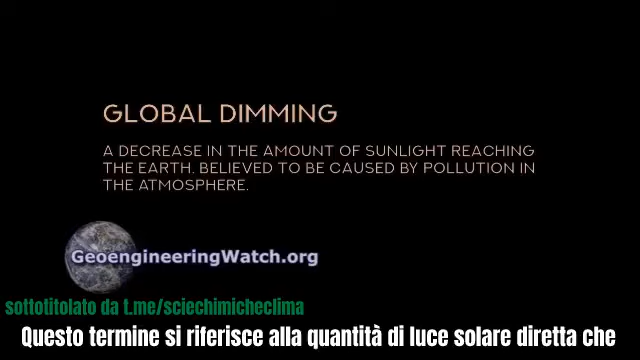 GLOBAL DIMMING
A DECREASE IN THE AMOUNT OF SUNLIGHT REACHING
THE EARTH. BELIEVED TO BE CAUSED BY POLLUTION IN
THE ATMOSPHERE.
GeoengineeringWatch.org
sottotitolato da t.me/sciechimicheclima
Questo termine si riferisce alla quantità di luce solare diretta che